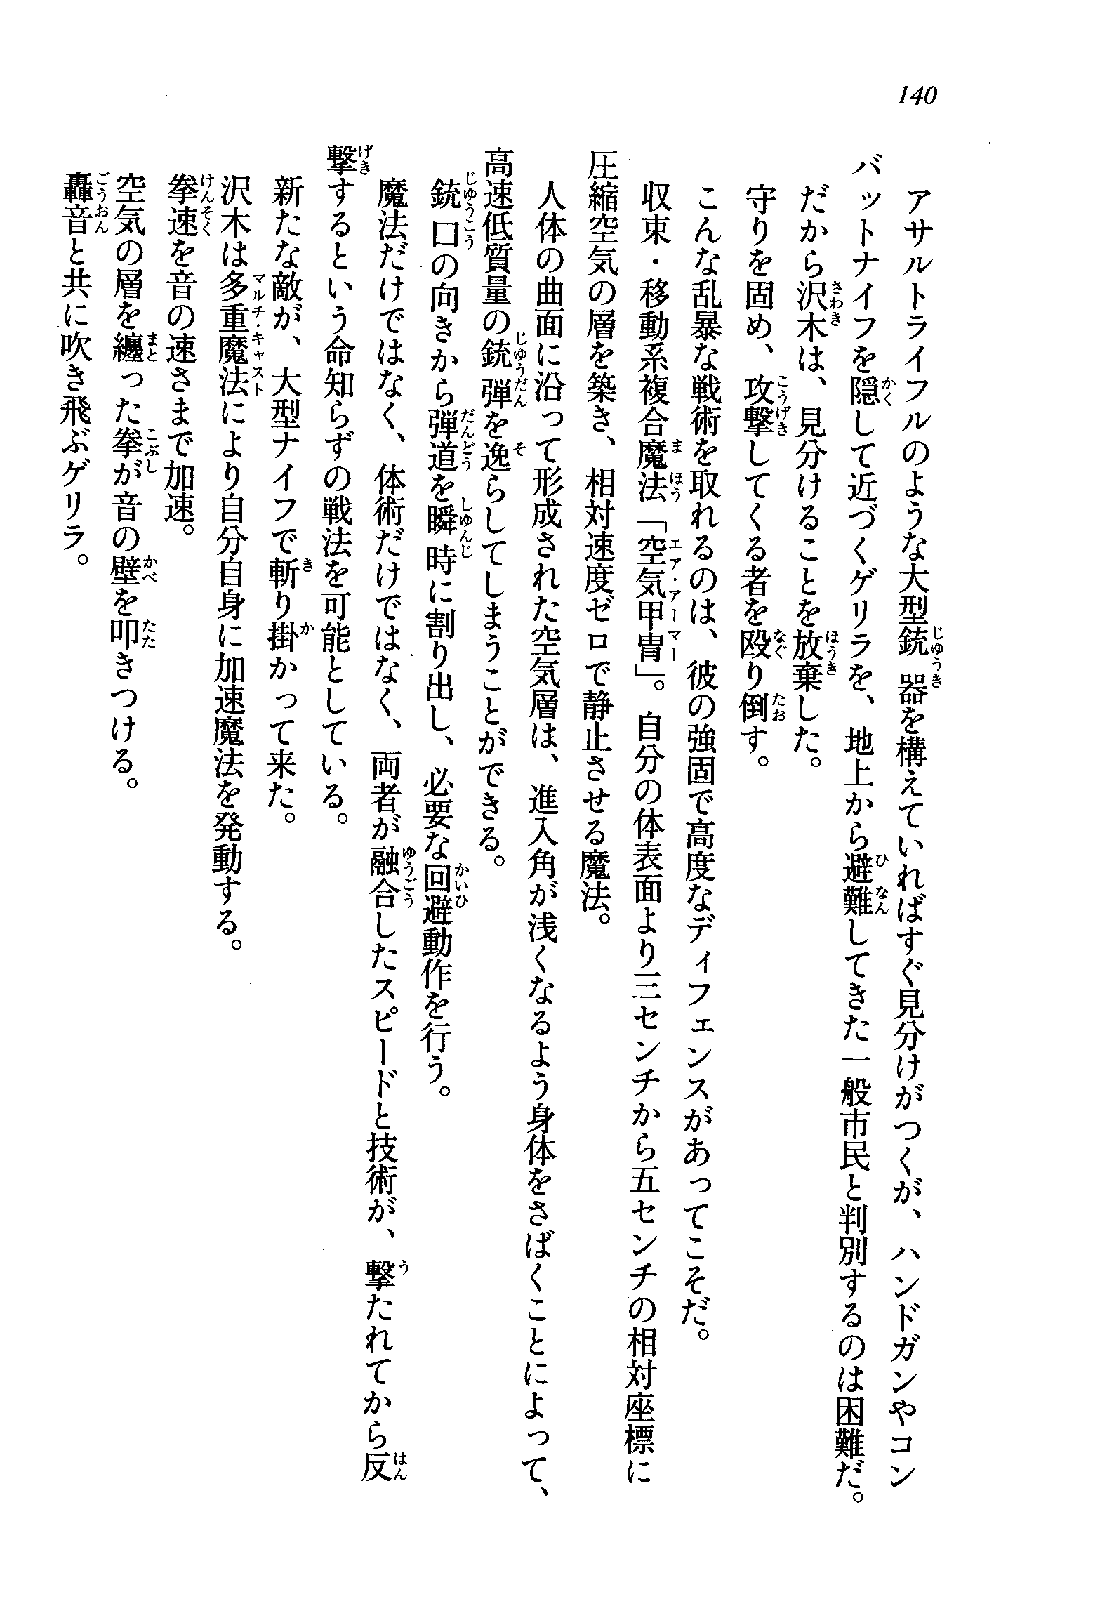 140
アサルトライフルのような大型銃器を構えていればすぐ見分けがつくが、ハンドガンやコン
バットナイフを隠して近づくゲリラを、地上から避難してきた一般市民と判別するのは困難だ。
だから沢木は、見分けることを放棄した。
守りを固め、攻撃してくる者を殴り倒す。
こんな乱暴な戦術を取れるのは、彼の強固で高度なディフェンスがあってこそだ。
収束・移動系複合魔法「空気甲冑」。自分の体表面より三センチから五センチの相対座標に
圧縮空気の層を築き、相対速度ゼロで静止させる魔法。
人体の曲面に沿って形成された空気層は、進入角が浅くなるよう身体をさばくことによって、
高速低質量の銃弾を逸らしてしまうことができる。
銃口の向きから弾道を瞬時に割り出し、必要な回避動作を行う。
魔法だけではなく、体術だけではなく、両者が融合したスピードと技術が、撃たれてから反
撃するという命知らずの戦法を可能としている。
新たな敵が、大型ナイフで斬り掛かって来た。
沢木は多重魔法により自分自身に加速魔法を発動する。
拳速を音の速さまで加速。
空気の層を纏った拳が音の壁を叩きつける。
轟音と共に吹き飛ぶゲリラ。